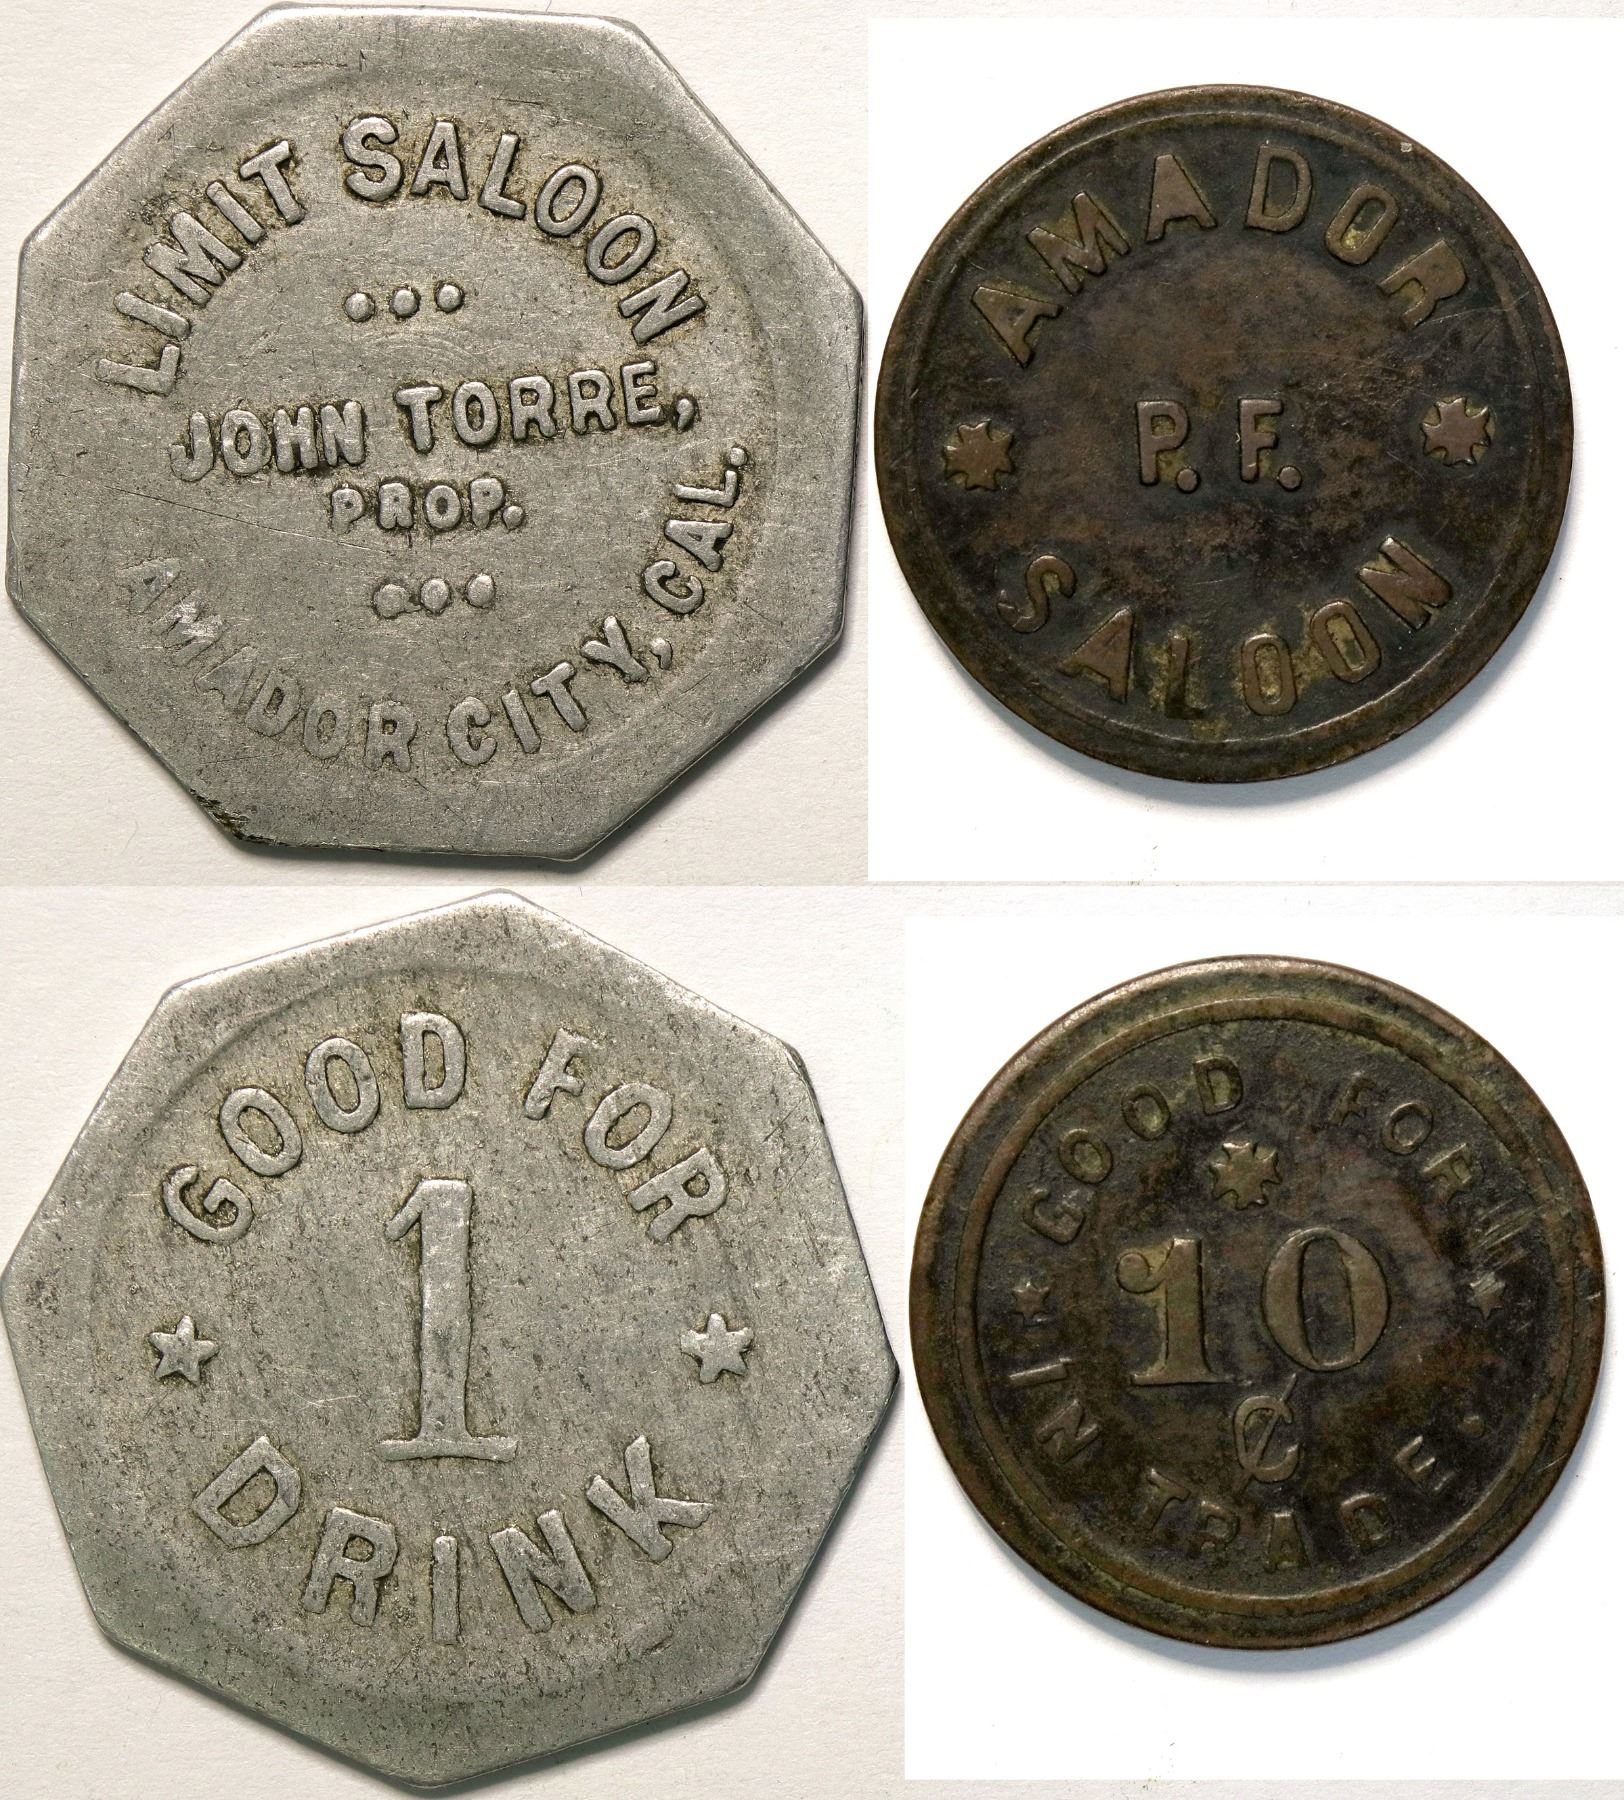 LIMIT SALOON
JOHN TORRE,
PROP.
AMADOR CITY, CAL.
AMADOR
P. F.
SALOON
GOOD FOR
1
DRINK
GOOD FOR
10
¢
IN TRADE.